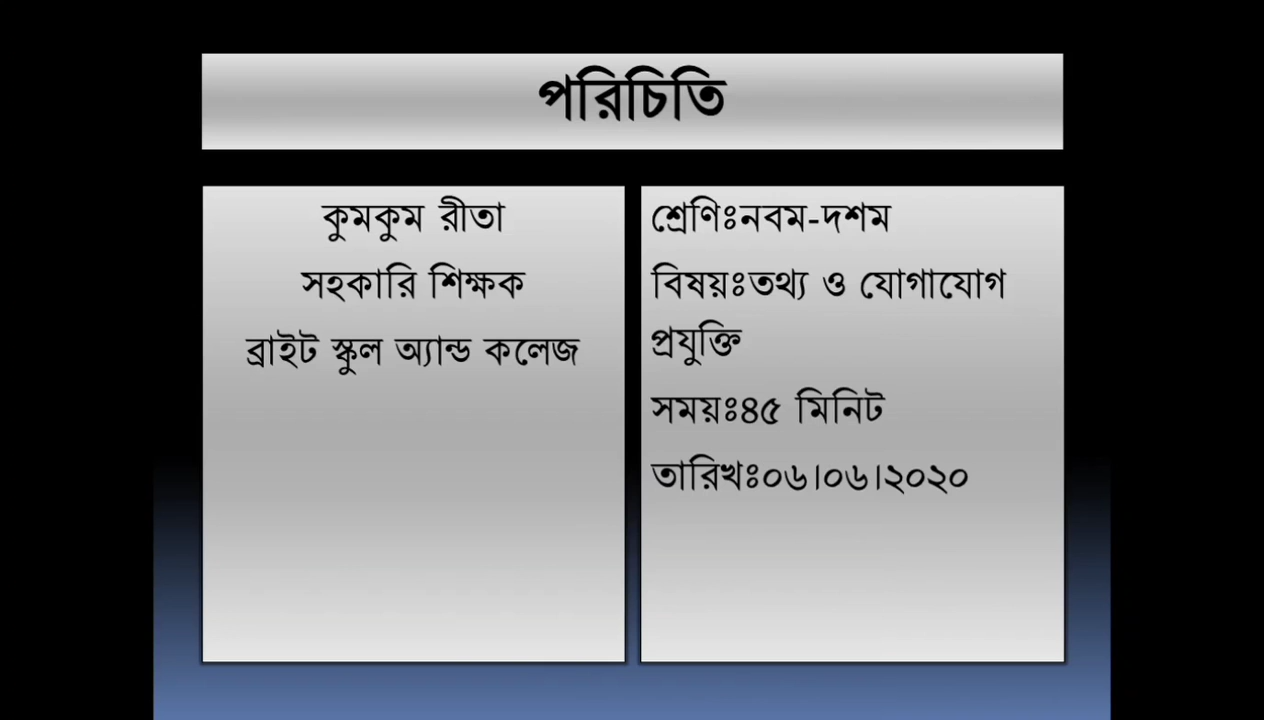 পরিচিতি
কুমকুম রীতা
সহকারি শিক্ষক
ব্রাইট স্কুল অ্যান্ড কলেজ
শ্রেণিঃনবম-দশম
বিষয়ঃতথ্য ও যোগাযোগ
প্রযুক্তি
সময়ঃ৪৫ মিনিট
তারিখঃ০৬।০৬।২০২০